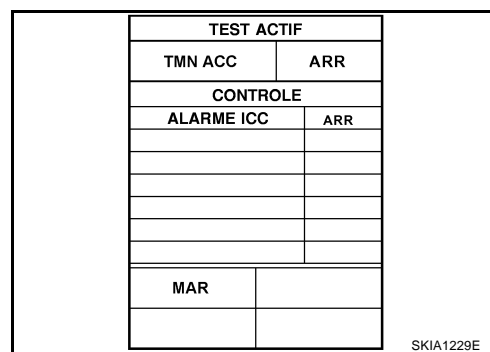 TEST ACTIF
TMN ACC ARR
CONTROLE
ALARME ICC ARR
MAR
SKIA1229E